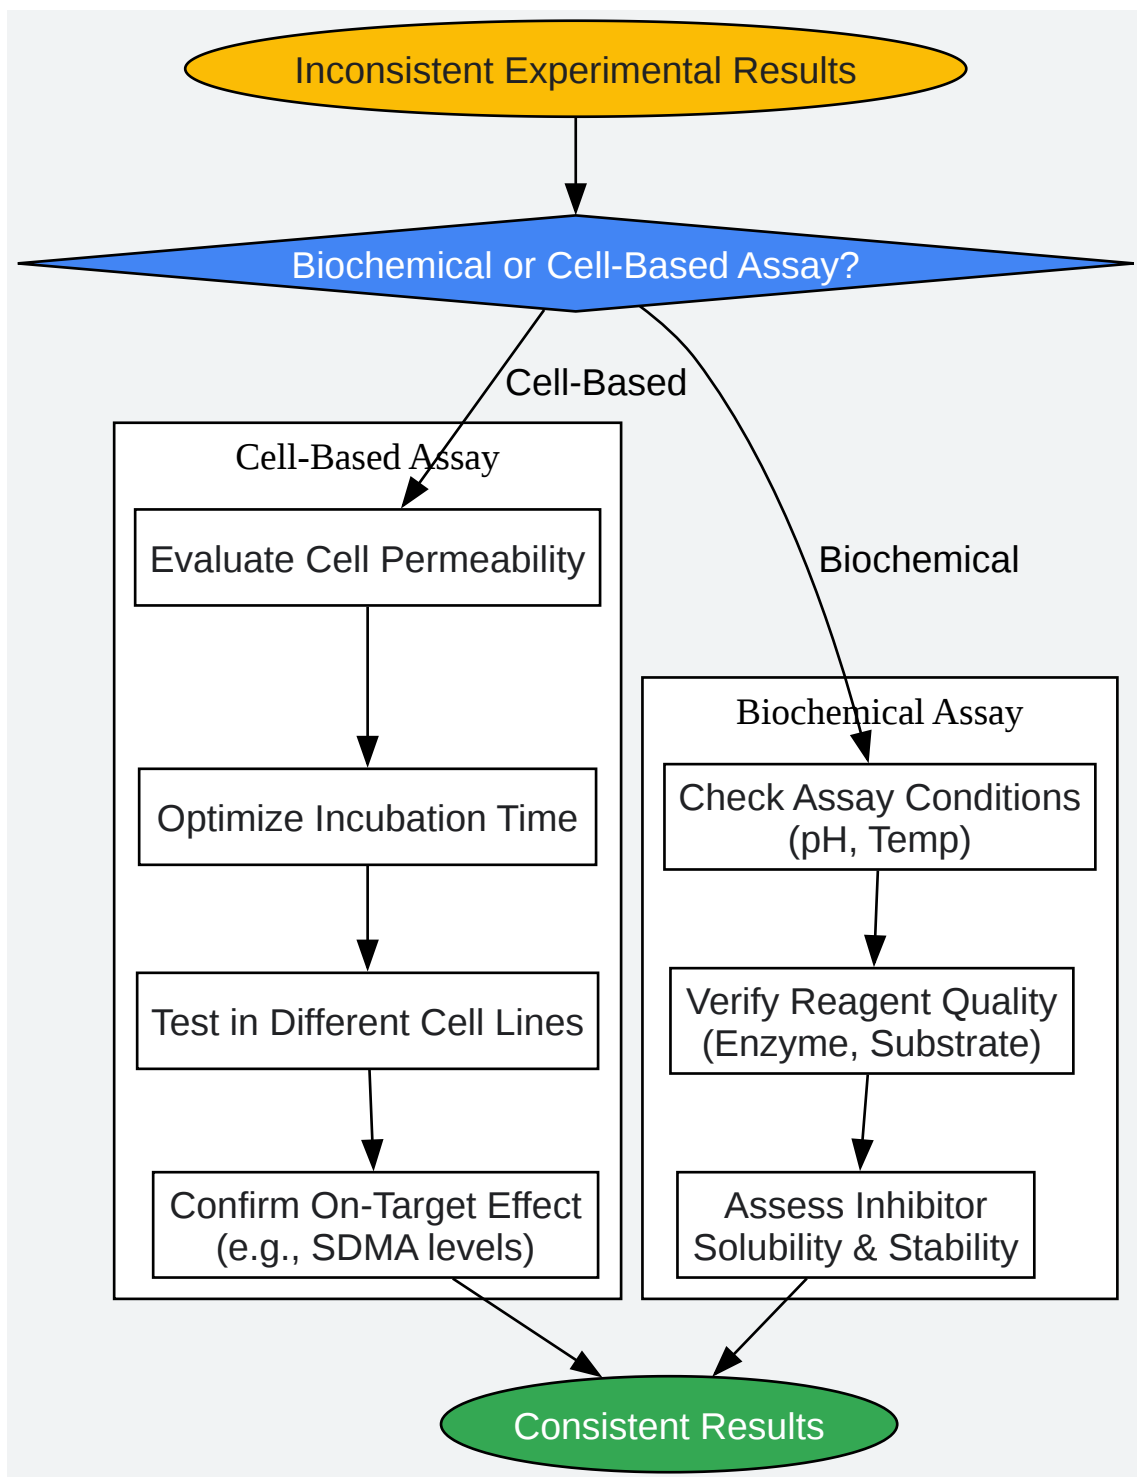 Inconsistent Experimental Results
Biochemical or Cell-Based Assay?
Cell-Based
Cell-Based Assay
Evaluate Cell Permeability
Optimize Incubation Time
Test in Different Cell Lines
Confirm On-Target Effect
(e.g., SDMA levels)
Biochemical
Biochemical Assay
Check Assay Conditions
(pH, Temp)
Verify Reagent Quality
(Enzyme, Substrate)
Assess Inhibitor
Solubility & Stability
Consistent Results